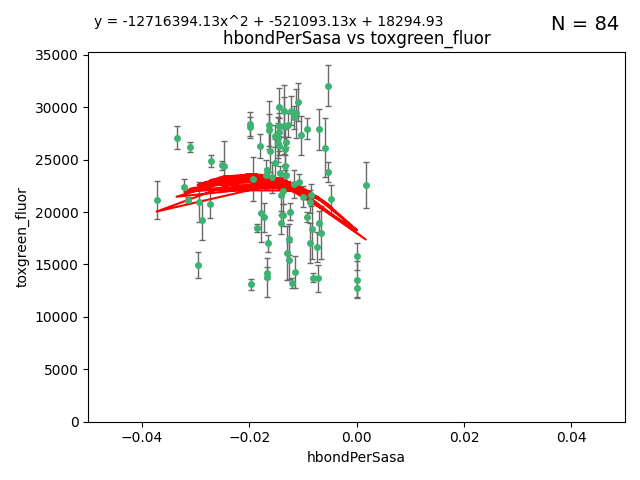 y = -12716394.13x^2 + -521093.13x + 18294.93
N = 84
hbondPerSasa vs toxgreen_fluor
35000
30000
25000
20000
15000
10000
5000
0
toxgreen_fluor
−0.04 −0.02 0.00 0.02 0.04
hbondPerSasa